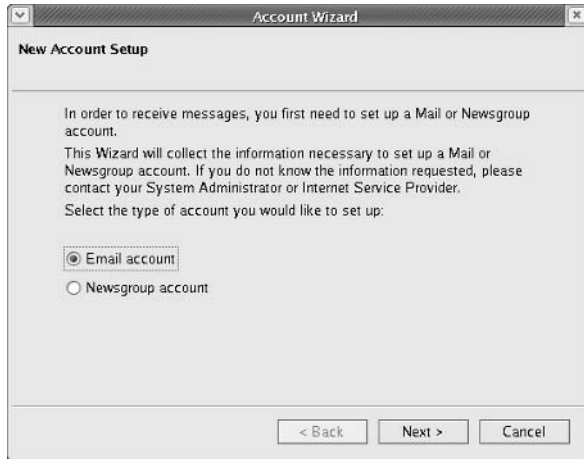 Account Wizard
New Account Setup
In order to receive messages, you first need to set up a Mail or Newsgroup
account.
This Wizard will collect the information necessary to set up a Mail or
Newsgroup account. If you do not know the information requested, please
contact your System Administrator or Internet Service Provider.
Select the type of account you would like to set up:
Email account
Newsgroup account
< Back
Next >
Cancel